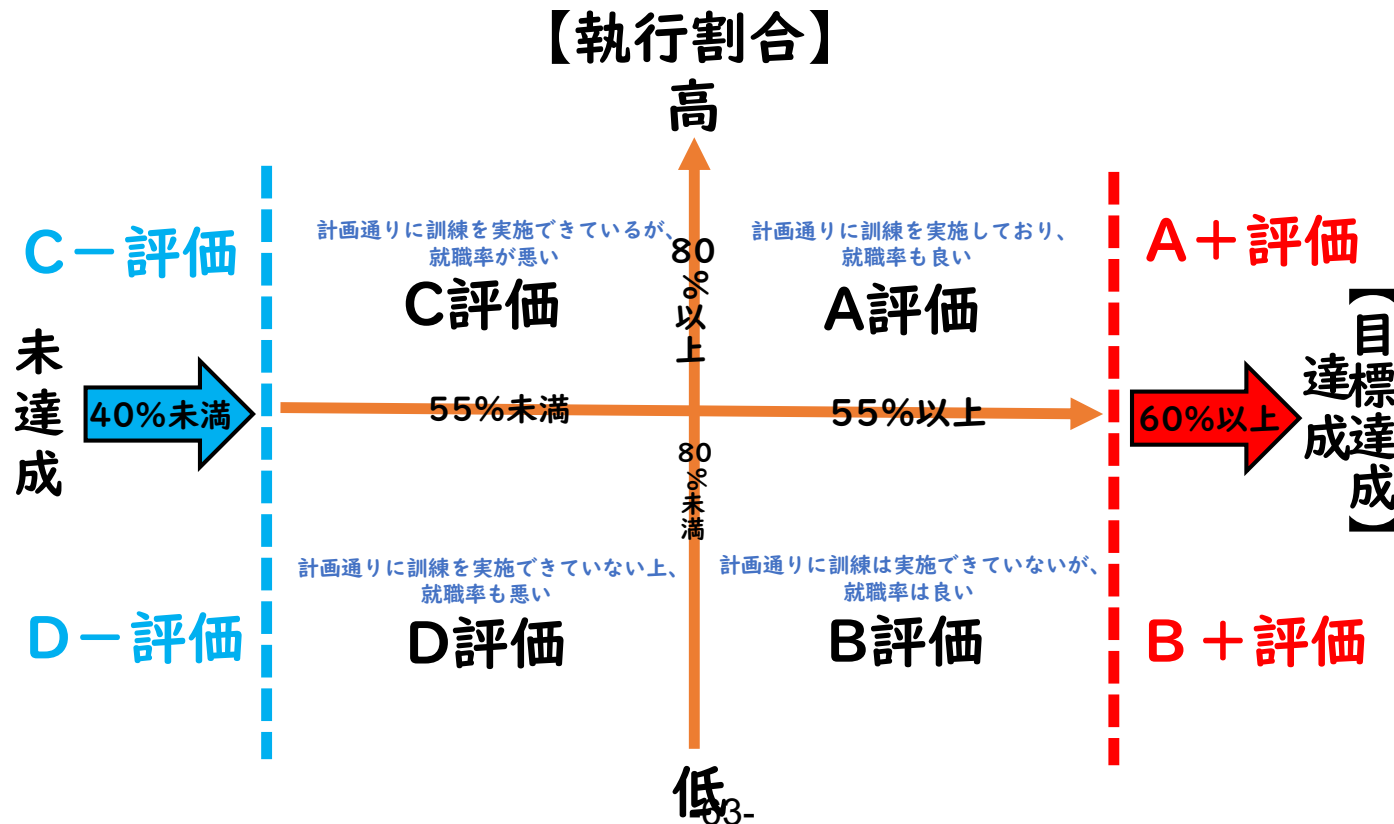 【執行割合】
高
計画通りに訓練を実施できているが、
就職率が悪い
C評価
計画通りに訓練を実施しており、
就職率も良い
A評価
C－評価
A＋評価
80%以上
未達成
40%未満
55%未満
55%以上
60%以上
達成
【目標達成】
80%未満
計画通りに訓練を実施できていない上、
就職率も悪い
D評価
計画通りに訓練は実施できていないが、
就職率は良い
B評価
D－評価
B＋評価
低
63-